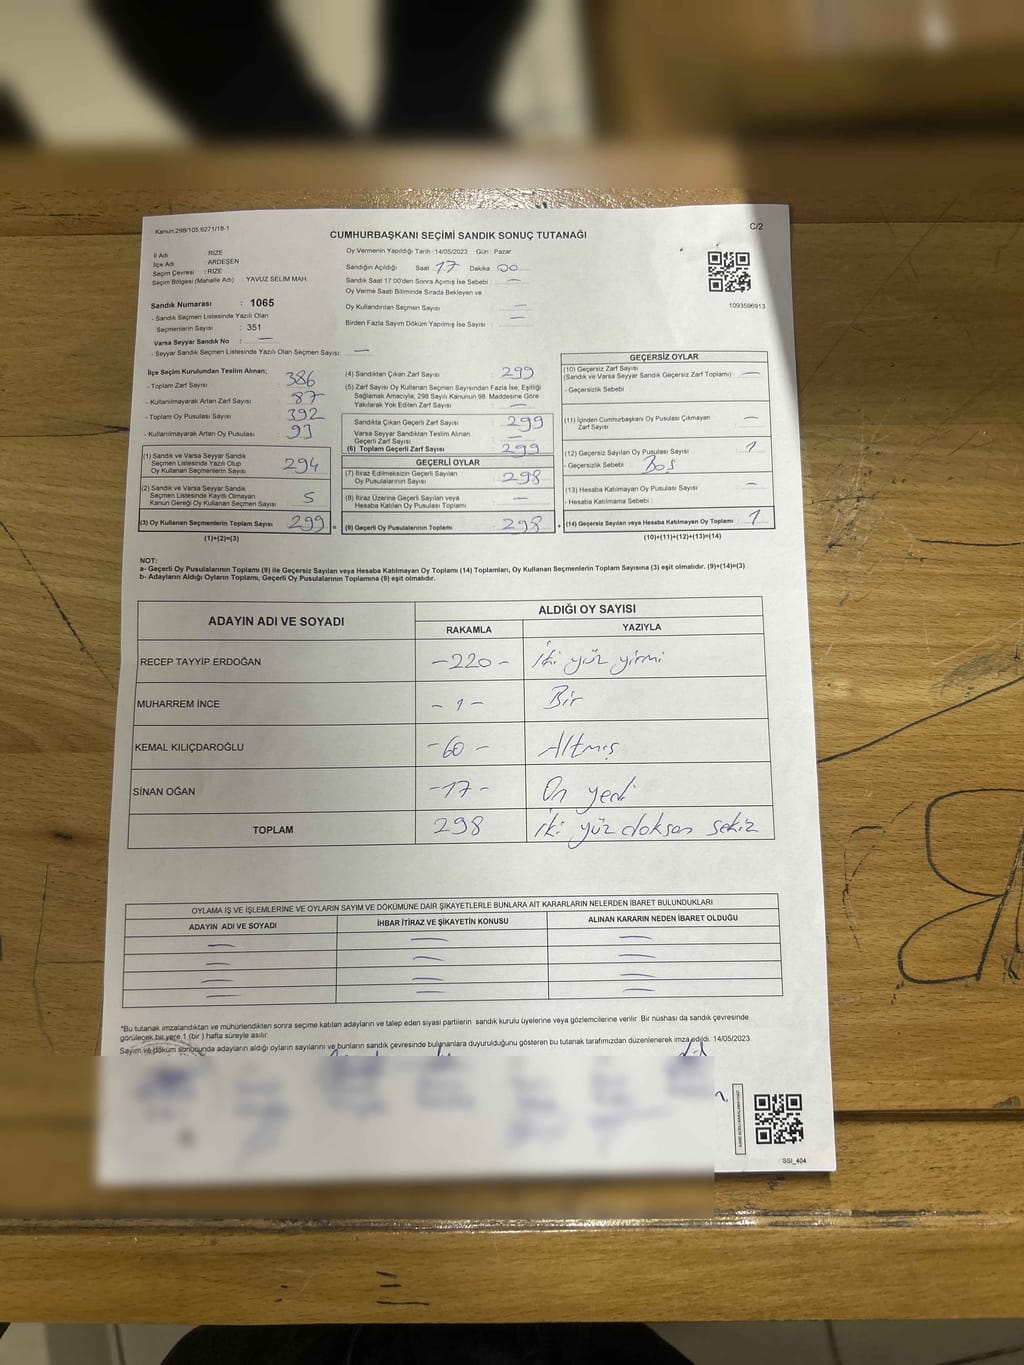 Kanun:298/105,6271/18-1
C/2
CUMHURBAŞKANI SEÇİMİ SANDIK SONUÇ TUTANAĞI
İl Adı : RİZE
İlçe Adı : ARDEŞEN
Seçim Çevresi : RİZE
Seçim Bölgesi (Mahalle Adı) YAVUZ SELİM MAH.
Sandık Numarası : 1065
- Sandık Seçmen Listesinde Yazılı Olan
Seçmenlerin Sayısı : 351
Varsa Seyyar Sandık No : —
- Seyyar Sandık Seçmen Listesinde Yazılı Olan Seçmen Sayısı : —
Oy Vermenin Yapıldığı Tarih : 14/05/2023 Gün : Pazar
Sandığın Açıldığı Saat 17 Dakika 00
Sandık Saat 17:00'den Sonra Açılmış İse Sebebi : —
Oy Verme Saati Bitiminde Sırada Bekleyen ve
Oy Kullandırılan Seçmen Sayısı : —
Birden Fazla Sayım Döküm Yapılmış İse Sayısı : —
1093596913
İlçe Seçim Kurulundan Teslim Alınan;
- Toplam Zarf Sayısı : 386
- Kullanılmayarak Artan Zarf Sayısı : 87
- Toplam Oy Pusulası Sayısı : 392
- Kullanılmayarak Artan Oy Pusulası : 93
(1) Sandık ve Varsa Seyyar Sandık
Seçmen Listesinde Yazılı Olup
Oy Kullanan Seçmenlerin Sayısı : 294
(2) Sandık ve Varsa Seyyar Sandık
Seçmen Listesinde Kayıtlı Olmayan
Kanun Gereği Oy Kullanan Seçmen Sayısı : 5
(3) Oy Kullanan Seçmenlerin Toplam Sayısı : 299 =
(1)+(2)=(3)
(4) Sandıktan Çıkan Zarf Sayısı : 299
(5) Zarf Sayısı Oy Kullanan Seçmen Sayısından Fazla İse, Eşitliği
Sağlamak Amacıyla, 298 Sayılı Kanunun 98. Maddesine Göre
Yakılarak Yok Edilen Zarf Sayısı : —
Sandıkta Çıkan Geçerli Zarf Sayısı : 299
Varsa Seyyar Sandıktan Teslim Alınan
Geçerli Zarf Sayısı : —
(6) Toplam Geçerli Zarf Sayısı : 299
GEÇERLİ OYLAR
(7) İtiraz Edilmeksizin Geçerli Sayılan
Oy Pusulalarının Sayısı : 298
(8) İtiraz Üzerine Geçerli Sayılan veya
Hesaba Katılan Oy Pusulası Toplamı : —
(9) Geçerli Oy Pusulalarının Toplamı : 298 +
GEÇERSİZ OYLAR
(10) Geçersiz Zarf Sayısı
(Sandık ve Varsa Seyyar Sandık Geçersiz Zarf Toplamı) : —
- Geçersizlik Sebebi :
(11) İçinden Cumhurbaşkanı Oy Pusulası Çıkmayan
Zarf Sayısı : —
(12) Geçersiz Sayılan Oy Pusulası Sayısı : 1
- Geçersizlik Sebebi : Boş
(13) Hesaba Katılmayan Oy Pusulası Sayısı : —
- Hesaba Katılmama Sebebi :
(14) Geçersiz Sayılan veya Hesaba Katılmayan Oy Toplamı : 1
(10)+(11)+(12)+(13)=(14)
NOT:
a- Geçerli Oy Pusulalarının Toplamı (9) ile Geçersiz Sayılan veya Hesaba Katılmayan Oy Toplamı (14) Toplamları, Oy Kullanan Seçmenlerin Toplam Sayısına (3) eşit olmalıdır. (9)+(14)=(3)
b- Adayların Aldığı Oyların Toplamı, Geçerli Oy Pusulalarının Toplamına (9) eşit olmalıdır.
ADAYIN ADI VE SOYADI
ALDIĞI OY SAYISI
RAKAMLA YAZIYLA
RECEP TAYYİP ERDOĞAN -220- İki yüz yirmi
MUHARREM İNCE -1- Bir
KEMAL KILIÇDAROĞLU -60- Altmış
SİNAN OĞAN -17- On yedi
TOPLAM 298 İki yüz doksan sekiz
OYLAMA İŞ VE İŞLEMLERİNE VE OYLARIN SAYIM VE DÖKÜMÜNE DAİR ŞİKAYETLERLE BUNLARA AİT KARARLARIN NELERDEN İBARET BULUNDUKLARI
ADAYIN ADI VE SOYADI İHBAR İTİRAZ VE ŞİKAYETİN KONUSU ALINAN KARARIN NEDEN İBARET OLDUĞU
— — —
— — —
— — —
— — —
*Bu tutanak imzalandıktan ve mühürlendikten sonra seçime katılan adayların ve talep eden siyasi partilerin sandık kurulu üyelerine veya gözlemcilerine verilir. Bir nüshası da sandık çevresinde
görülecek bir yere 1 (bir) hafta süreyle asılır.
Sayım ve döküm sonucunda adayların aldığı oyların sayılarını ve bunların sandık çevresinde bulunanlara duyurulduğunu gösteren bu tutanak tarafımızdan düzenlenerek imza edildi. 14/05/2023
SSI_404